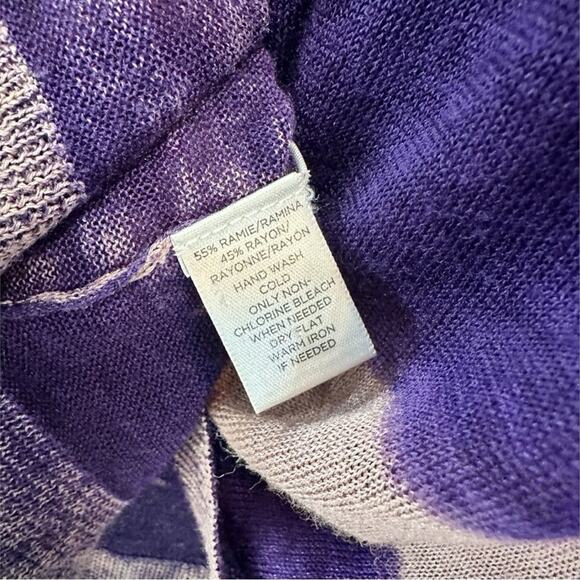 55% RAMIE/RAMINA
45% RAYON/
RAYONNE/RAYÓN
HAND WASH
COLD
ONLY NON-
CHLORINE BLEACH
WHEN NEEDED
DRY FLAT
WARM IRON
IF NEEDED